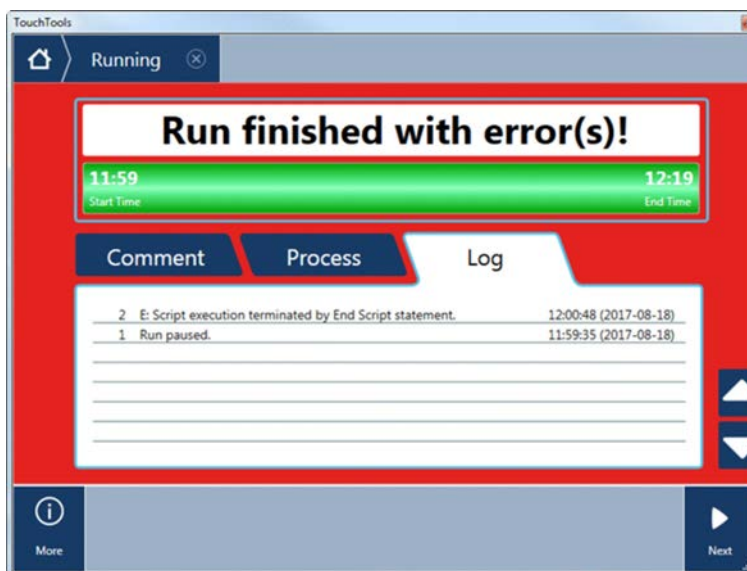 TouchTools
Running
Run finished with error(s)!
11:59 12:19
Start Time End Time
Comment Process Log
2 E: Script execution terminated by End Script statement. 12:00:48 (2017-08-18)
1 Run paused. 11:59:35 (2017-08-18)
More Next